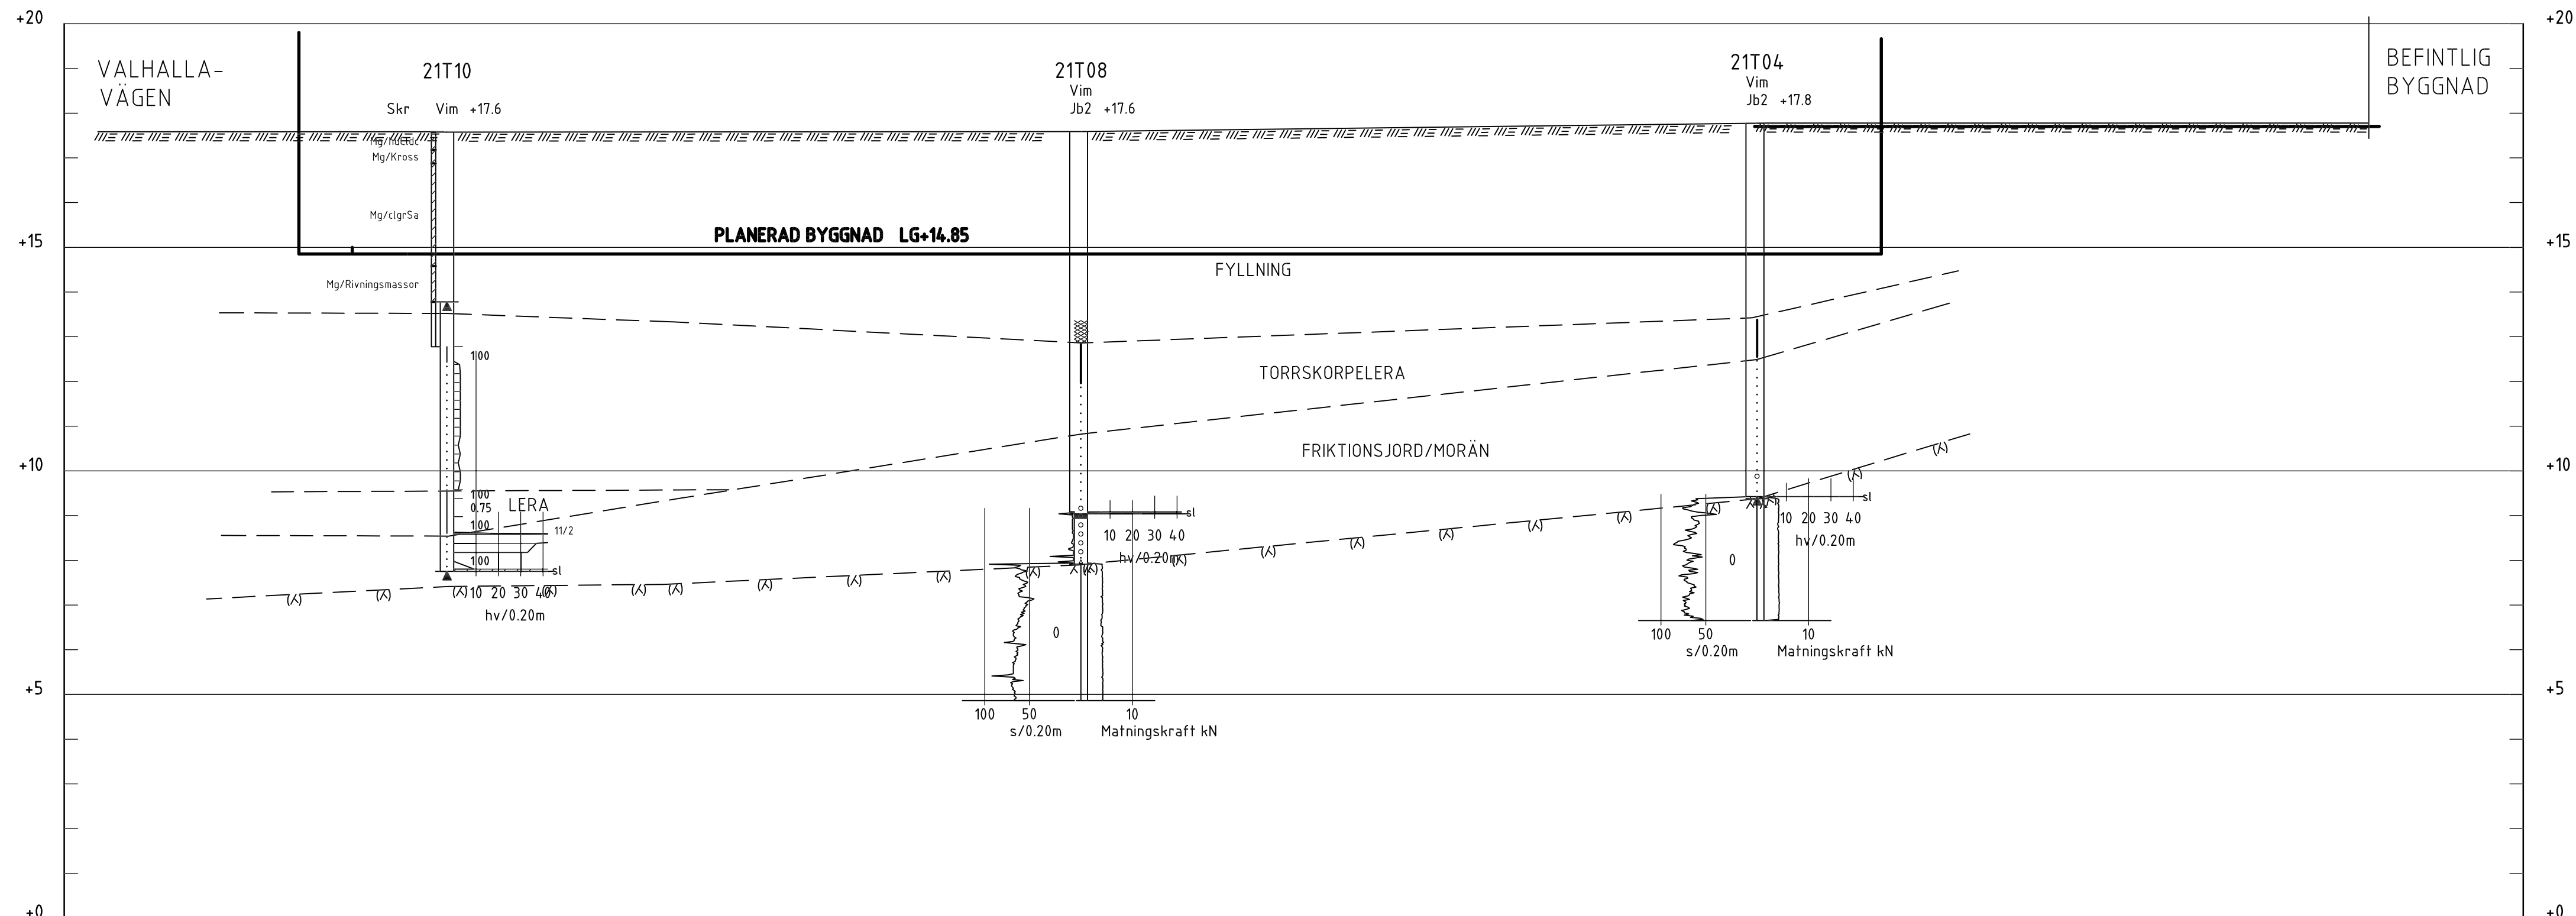 +20
+20
VALHALLA-
VÄGEN
21T10
Skr Vim +17.6
21T08
Vim
Jb2 +17.6
21T04
Vim
Jb2 +17.8
BEFINTLIG
BYGGNAD
Mg/Kross
Mg/clgrSa
+15
PLANERAD BYGGNAD LG+14.85
+15
FYLLNING
Mg/Rivningsmassor
100
TORRSKORPELERA
FRIKTIONSJORD/MORÄN
+10
+10
100
0.75
LERA
100
11/2
100
sl
10 20 30 40
hv/0.20m
sl
10 20 30 40
hv/0.20m
0
100 50
s/0.20m
10
Matningskraft kN
sl
10 20 30 40
hv/0.20m
0
100 50
s/0.20m
10
Matningskraft kN
+5
+5
+0
+0